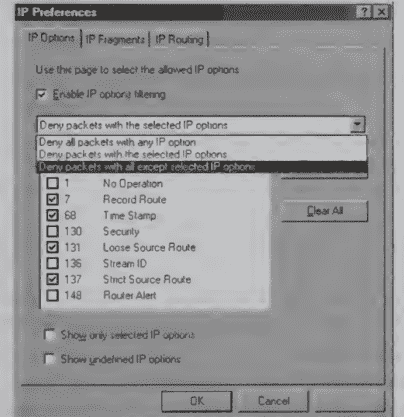 IP Preferences
IP Options IP Fragments IP Routing
Use this page to select the allowed IP options
Enable IP options filtering
Deny packets with the selected IP options
Deny all packets with any IP option
Deny packets with the selected IP options
Deny packets with all except selected IP options
1 No Operation
7 Record Route
68 Time Stamp
Clear All
130 Security
131 Loose Source Route
136 Stream ID
137 Strict Source Route
148 Router Alert
Show only selected IP options
Show undefined IP options
OK Cancel